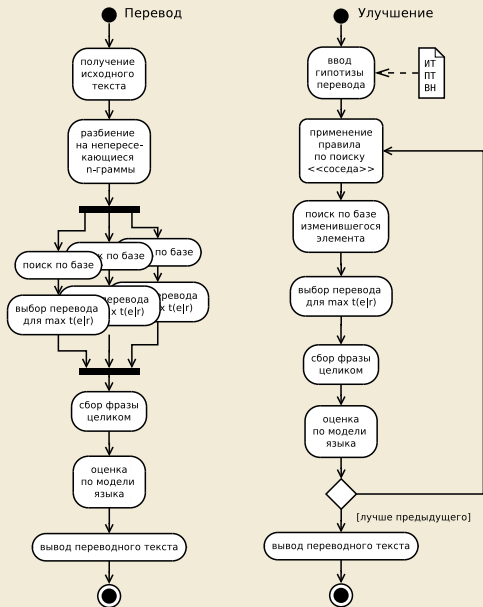 Перевод
получение
исходного
текста
разбиение
на непересе-
кающиеся
n-граммы
поиск по базе
по базе
по базе
выбор перевода
для max t(e|r)
перевода
x t(e|r)
перевода
x t(e|r)
сбор фразы
целиком
оценка
по модели
языка
вывод переводного текста
Улучшение
ввод
гипотизы
перевода
ИТ
ПТ
ВН
применение
правила
по поиску
<<соседа>>
поиск по базе
изменившегося
элемента
выбор перевода
для max t(e|r)
сбор фразы
целиком
оценка
по модели
языка
[лучше предыдущего]
вывод переводного текста